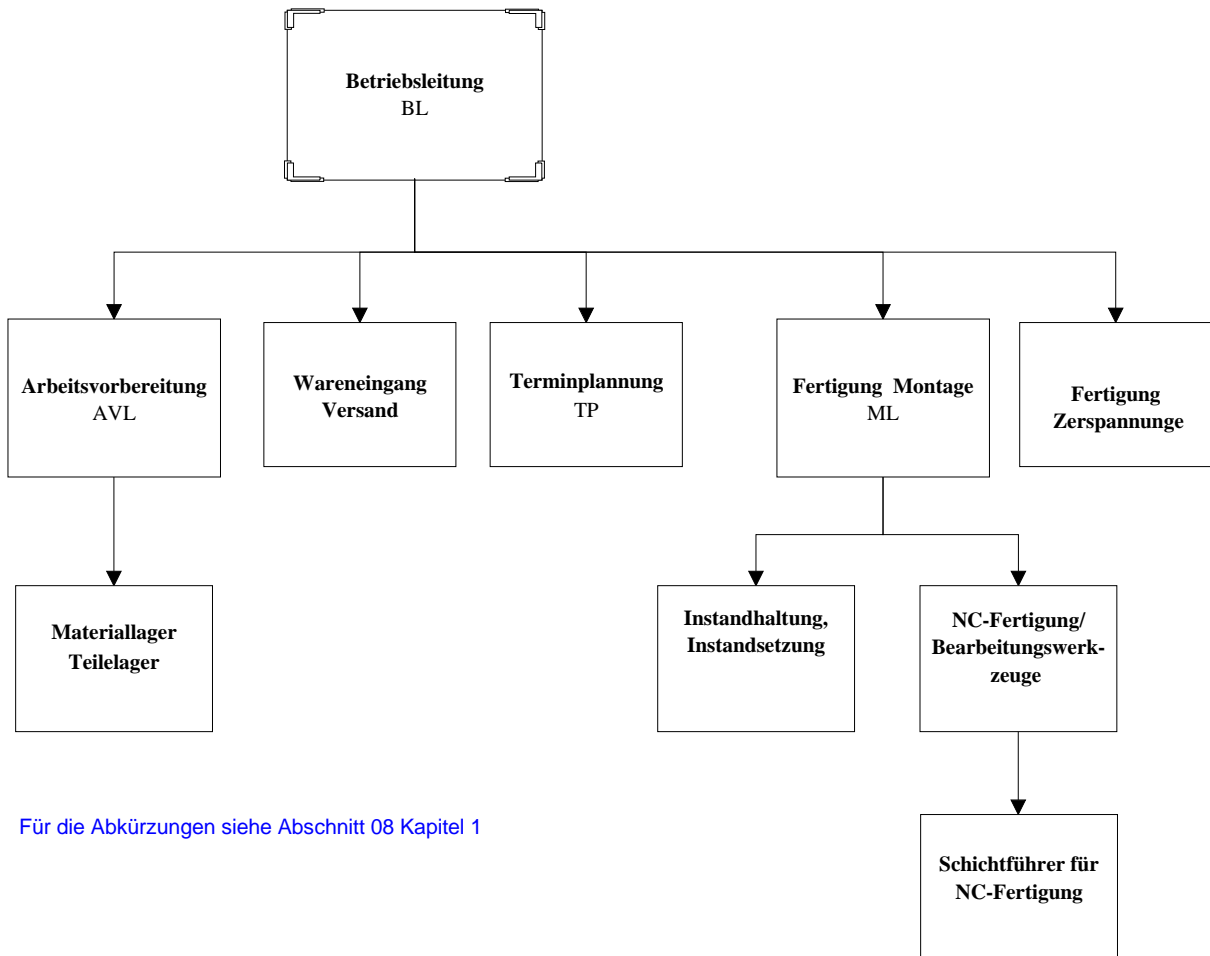 Betriebsleitung
BL
Arbeitsvorbereitung
AVL
Wareneingang
Versand
Terminplannung
TP
Fertigung Montage
ML
Fertigung
Zerspannunge
Materiallager
Teilelager
Instandhaltung,
Instandsetzung
NC-Fertigung/
Bearbeitungswerk-
zeuge
Für die Abkürzungen siehe Abschnitt 08 Kapitel 1
Schichtführer für
NC-Fertigung